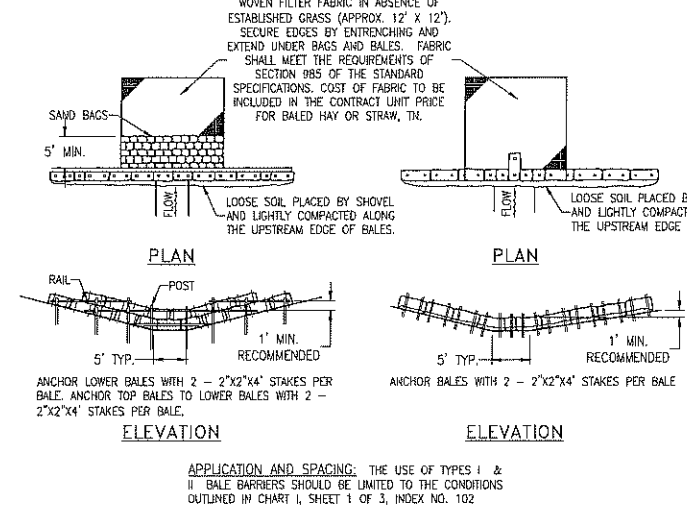 WOVEN FILTER FABRIC IN ABSENCE OF
ESTABLISHED GRASS (APPROX. 12' X 12').
SECURE EDGES BY ENTRENCHING AND
EXTEND UNDER BAGS AND BALES. FABRIC
SHALL MEET THE REQUIREMENTS OF
SECTION 985 OF THE STANDARD
SPECIFICATIONS. COST OF FABRIC TO BE
INCLUDED IN THE CONTRACT UNIT PRICE
FOR BALED HAY OR STRAW, TN.
SAND BAGS
5' MIN.
FLOW
LOOSE SOIL PLACED BY SHOVEL
AND LIGHTLY COMPACTED ALONG
THE UPSTREAM EDGE OF BALES.
PLAN
FLOW
LOOSE SOIL PLACED B
AND LIGHTLY COMPACT
THE UPSTREAM EDGE
PLAN
RAIL
POST
5' TYP.
1' MIN.
RECOMMENDED
ANCHOR LOWER BALES WITH 2 - 2"X2"X4' STAKES PER
BALE. ANCHOR TOP BALES TO LOWER BALES WITH 2 -
2"X2"X4' STAKES PER BALE.
ELEVATION
5' TYP.
1' MIN.
RECOMMENDED
ANCHOR BALES WITH 2 - 2"X2"X4' STAKES PER BALE
ELEVATION
APPLICATION AND SPACING: THE USE OF TYPES I &
II BALE BARRIERS SHOULD BE LIMITED TO THE CONDITIONS
OUTLINED IN CHART I, SHEET 1 OF 3, INDEX NO. 102